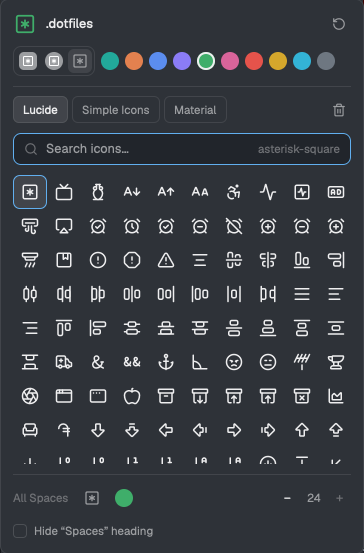 .dotfiles
Lucide
Simple Icons
Material
Search icons…
asterisk-square
All Spaces
− 24 +
Hide “Spaces” heading